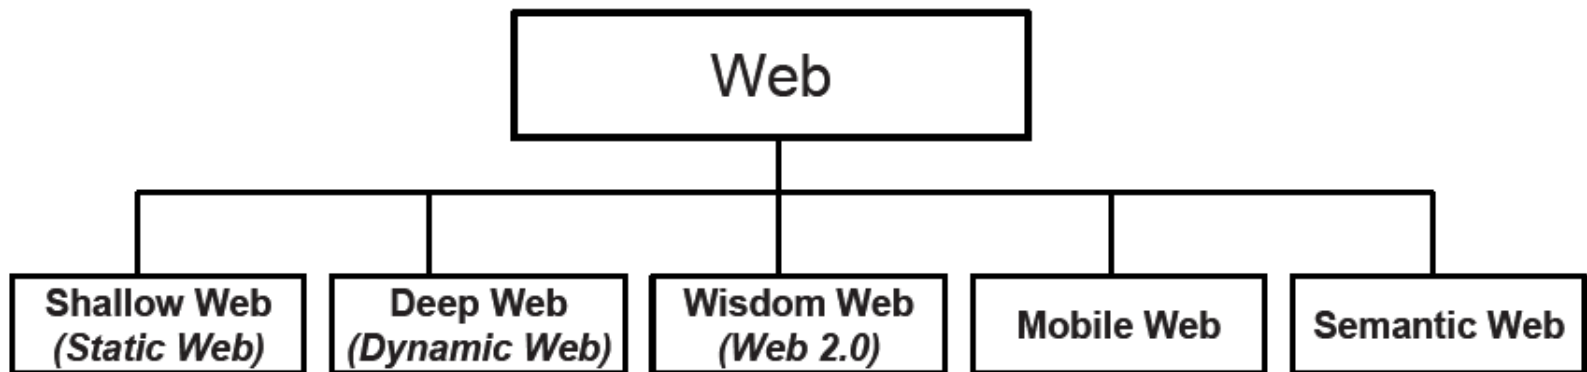 Web
Shallow Web
(Static Web)
Deep Web
(Dynamic Web)
Wisdom Web
(Web 2.0)
Mobile Web
Semantic Web